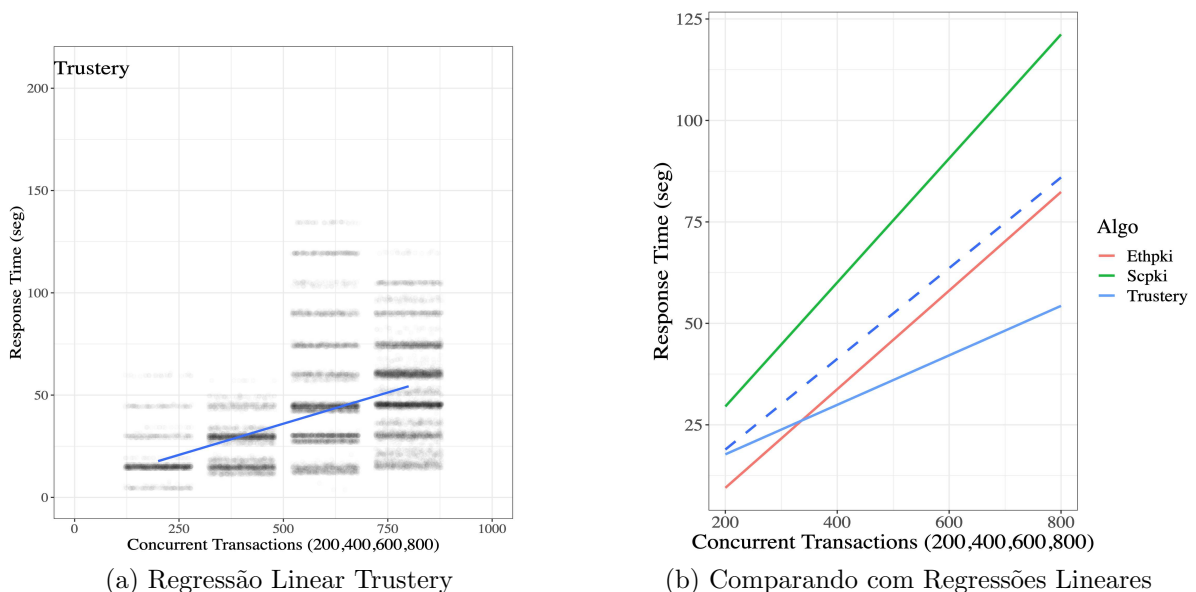 Trustery
200
150
100
50
0
Response Time (seg)
0
250
500
750
1000
Concurrent Transactions (200,400,600,800)
(a) Regressão Linear Trustery
125
100
75
50
25
Response Time (seg)
200
400
600
800
Concurrent Transactions (200,400,600,800)
Algo
Ethpki
Scpki
Trustery
(b) Comparando com Regressões Lineares